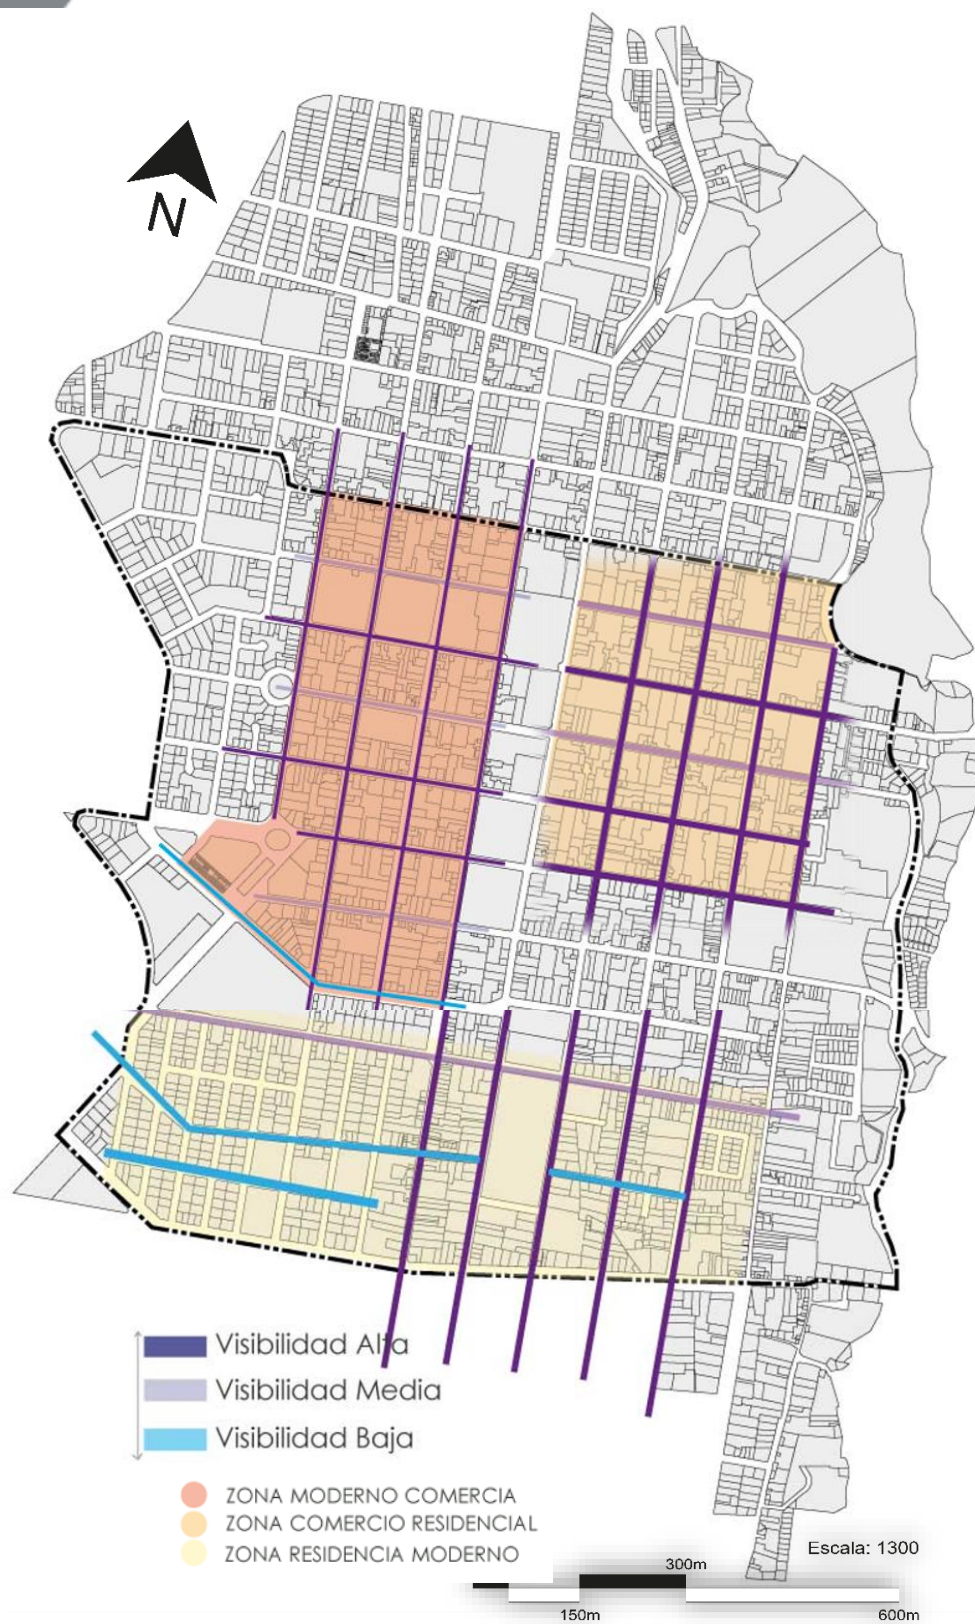 N
Visibilidad Alta
Visibilidad Media
Visibilidad Baja
ZONA MODERNO COMERCIA
ZONA COMERCIO RESIDENCIAL
ZONA RESIDENCIA MODERNO
Escala: 1300
300m
150m
600m